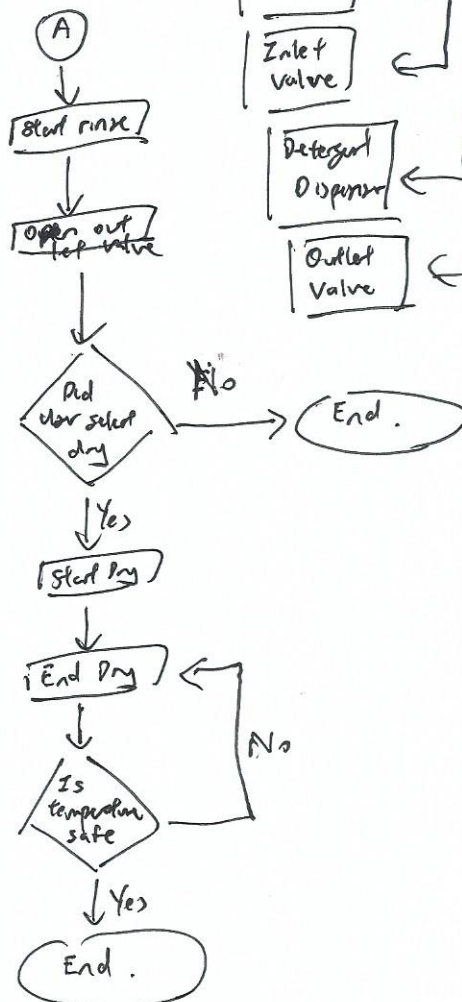 A
Start rinse
Open out
let valve
Did
user select
dry
No
End.
Yes
Start Dry
End Dry
No
Is
temperature
safe
Yes
End.
Inlet
valve
Detergent
Dispenser
Outlet
Valve